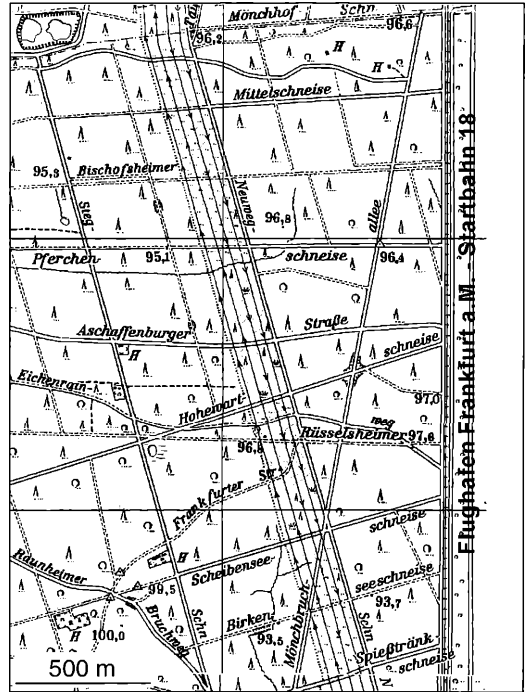 Mönchhof Schn
96,2
96,6
H
H
Mittelschneise
95,3
Bischofsheimer
Steg
Neuweg
96,8
allee
Pferchen
95,1
schneise
96,4
Aschaffenburger Straße
H
schneise
Eichenrain
Hohewart
97,0
weg
Rüsselsheimer 97,6
96,8
St
Frankfurter
schneise
Raunheimer
H
Scheibensee
99,5
seeschneise
Bruchweg
Schn
Birken
93,7
H
100,0
93,5
Mönchbruch
Schn
Spießtränk
schneise
N
500 m
Flughafen Frankfurt a.M. - Startbahn 18